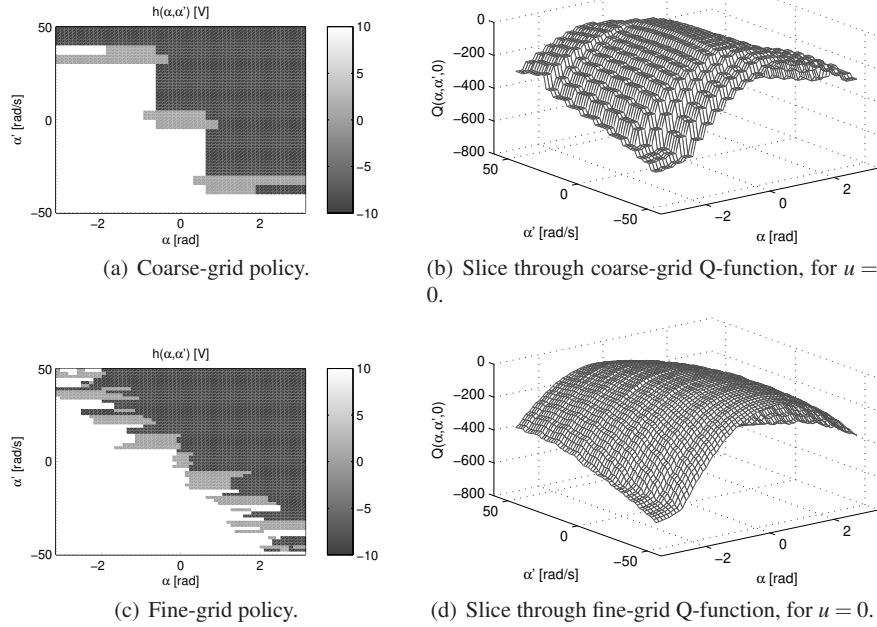 h(α,α') [V]
50
0
−50
α' [rad/s]
−2
0
2
α [rad]
10
5
0
−5
−10
(a) Coarse-grid policy.
0
−200
−400
−600
−800
Q(α,α',0)
50
0
−50
α' [rad/s]
−2
0
2
α [rad]
(b) Slice through coarse-grid Q-function, for u =
0.
h(α,α') [V]
50
0
−50
α' [rad/s]
−2
0
2
α [rad]
10
5
0
−5
−10
(c) Fine-grid policy.
0
−200
−400
−600
−800
Q(α,α',0)
50
0
−50
α' [rad/s]
−2
0
2
α [rad]
(d) Slice through fine-grid Q-function, for u = 0.